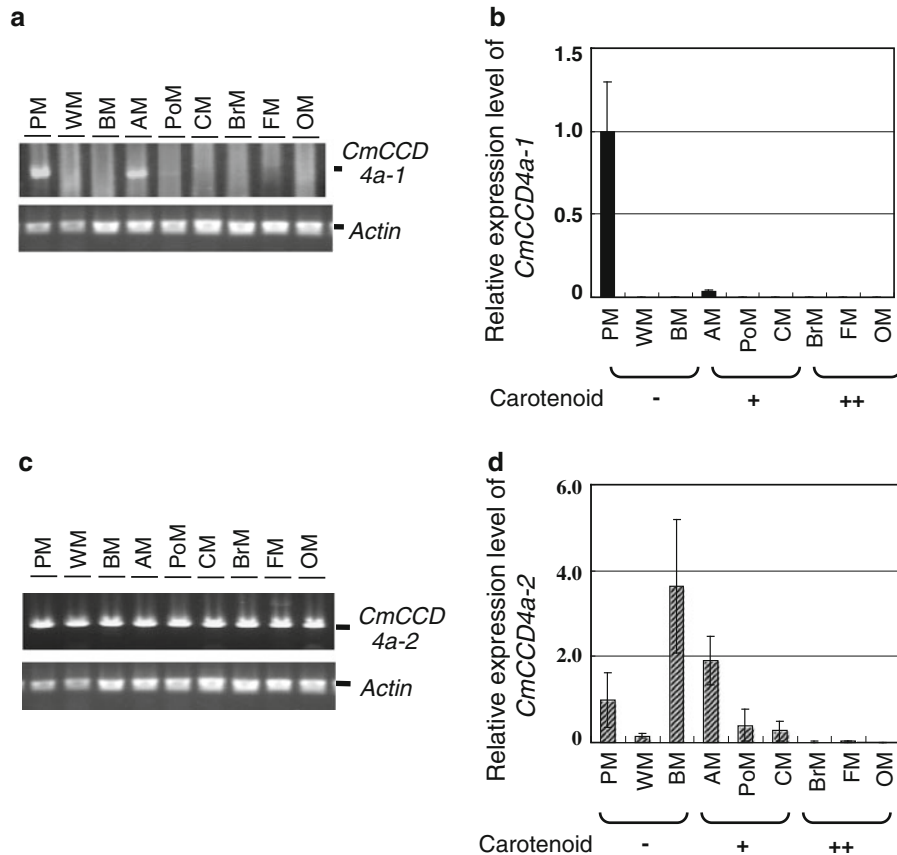 a
PM WM BM AM PoM CM BrM FM OM
CmCCD
4a-1
Actin
b
Relative expression level of
CmCCD4a-1
1.5
1.0
0.5
0
PM WM BM AM PoM CM BrM FM OM
Carotenoid - + ++
c
PM WM BM AM PoM CM BrM FM OM
CmCCD
4a-2
Actin
d
Relative expression level of
CmCCD4a-2
6.0
4.0
2.0
0
PM WM BM AM PoM CM BrM FM OM
Carotenoid - + ++